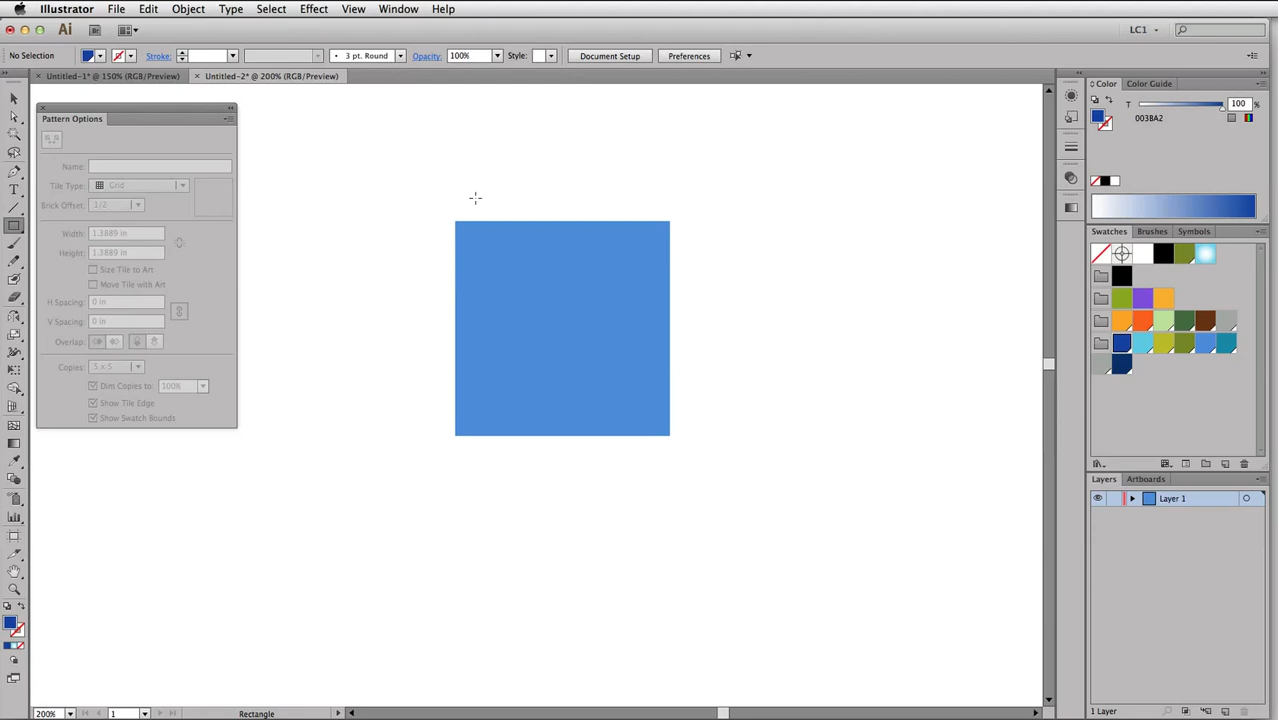 Illustrator File Edit Object Type Select Effect View Window Help
Ai Br LC1
No Selection Stroke: 3 pt. Round Opacity: 100% Style: Document Setup Preferences
Untitled-1* @ 150% (RGB/Preview) Untitled-2* @ 200% (RGB/Preview)
Pattern Options
Name:
Tile Type: Grid
Brick Offset: 1/2
Width: 1.3889 in
Height: 1.3889 in
Size Tile to Art
Move Tile with Art
H Spacing: 0 in
V Spacing: 0 in
Overlap:
Copies: 5 x 5
Dim Copies to: 100%
Show Tile Edge
Show Swatch Bounds
Color Color Guide
T 100 %
003BA2
Swatches Brushes Symbols
Layers Artboards
Layer 1
1 Layer
200% 1 Rectangle